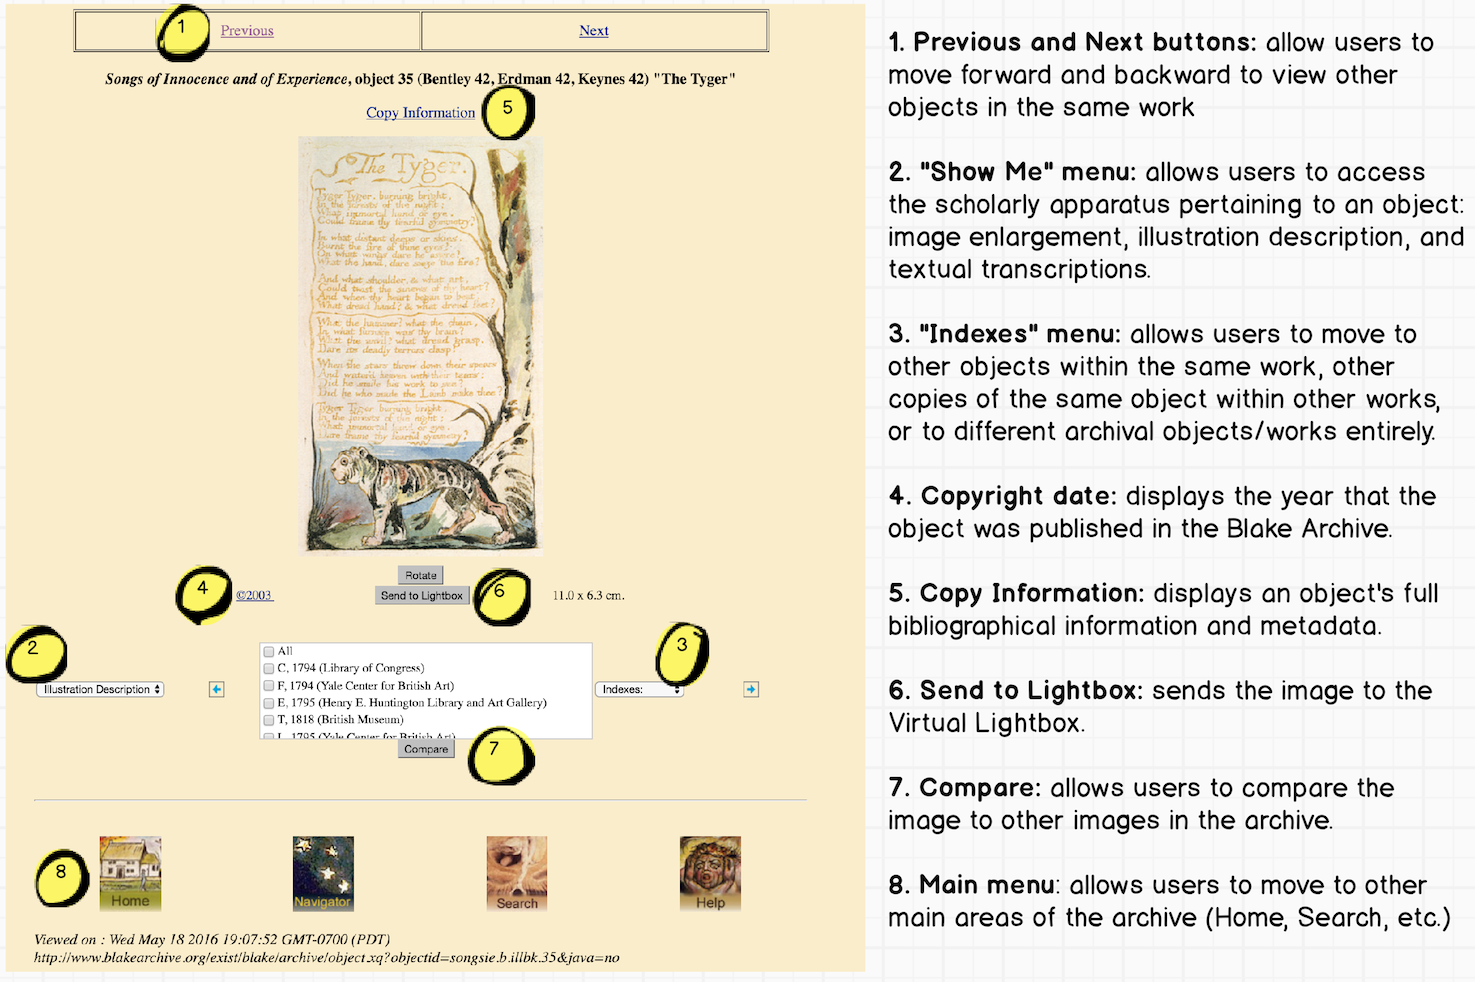 1
Previous
Next
Songs of Innocence and of Experience, object 35 (Bentley 42, Erdman 42, Keynes 42) "The Tyger"
Copy Information
5
The Tyger.
Tyger Tyger, burning bright,
In the forests of the night;
What immortal hand or eye,
Could frame thy fearful symmetry?
In what distant deeps or skies,
Burnt the fire of thine eyes?
On what wings dare he aspire?
What the hand, dare sieze the fire?
And what shoulder, & what art,
Could twist the sinews of thy heart?
And when thy heart began to beat,
What dread hand? & what dread feet?
What the hammer? what the chain,
In what furnace was thy brain?
What the anvil? what dread grasp,
Dare its deadly terrors clasp!
When the stars threw down their spears
And water'd heaven with their tears:
Did he smile his work to see?
Did he who made the Lamb make thee?
Tyger Tyger burning bright,
In the forests of the night:
What immortal hand or eye,
Dare frame thy fearful symmetry?
Rotate
4
©2003
Send to Lightbox
6
11.0 x 6.3 cm.
2
Illustration Description
All
C, 1794 (Library of Congress)
F, 1794 (Yale Center for British Art)
E, 1795 (Henry E. Huntington Library and Art Gallery)
T, 1818 (British Museum)
L, 1795 (Yale Center for British Art)
3
Indexes:
Compare
7
8
Home
Navigator
Search
Help
Viewed on : Wed May 18 2016 19:07:52 GMT-0700 (PDT)
http://www.blakearchive.org/exist/blake/archive/object.xq?objectid=songsie.b.illbk.35&java=no
1. Previous and Next buttons: allow users to
move forward and backward to view other
objects in the same work
2. "Show Me" menu: allows users to access
the scholarly apparatus pertaining to an object:
image enlargement, illustration description, and
textual transcriptions.
3. "Indexes" menu: allows users to move to
other objects within the same work, other
copies of the same object within other works,
or to different archival objects/works entirely.
4. Copyright date: displays the year that the
object was published in the Blake Archive.
5. Copy Information: displays an object's full
bibliographical information and metadata.
6. Send to Lightbox: sends the image to the
Virtual Lightbox.
7. Compare: allows users to compare the
image to other images in the archive.
8. Main menu: allows users to move to other
main areas of the archive (Home, Search, etc.)